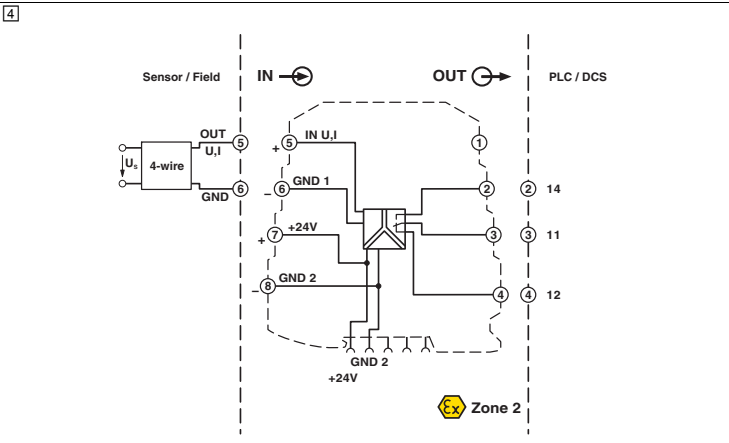 4
Sensor / Field
IN
OUT
PLC / DCS
OUT
U,I
5
+
5
IN U,I
1
Us
4-wire
6
GND
–
6
GND 1
2
2
14
+
7
+24V
3
3
11
–
8
GND 2
4
4
12
GND 2
+24V
Ex
Zone 2